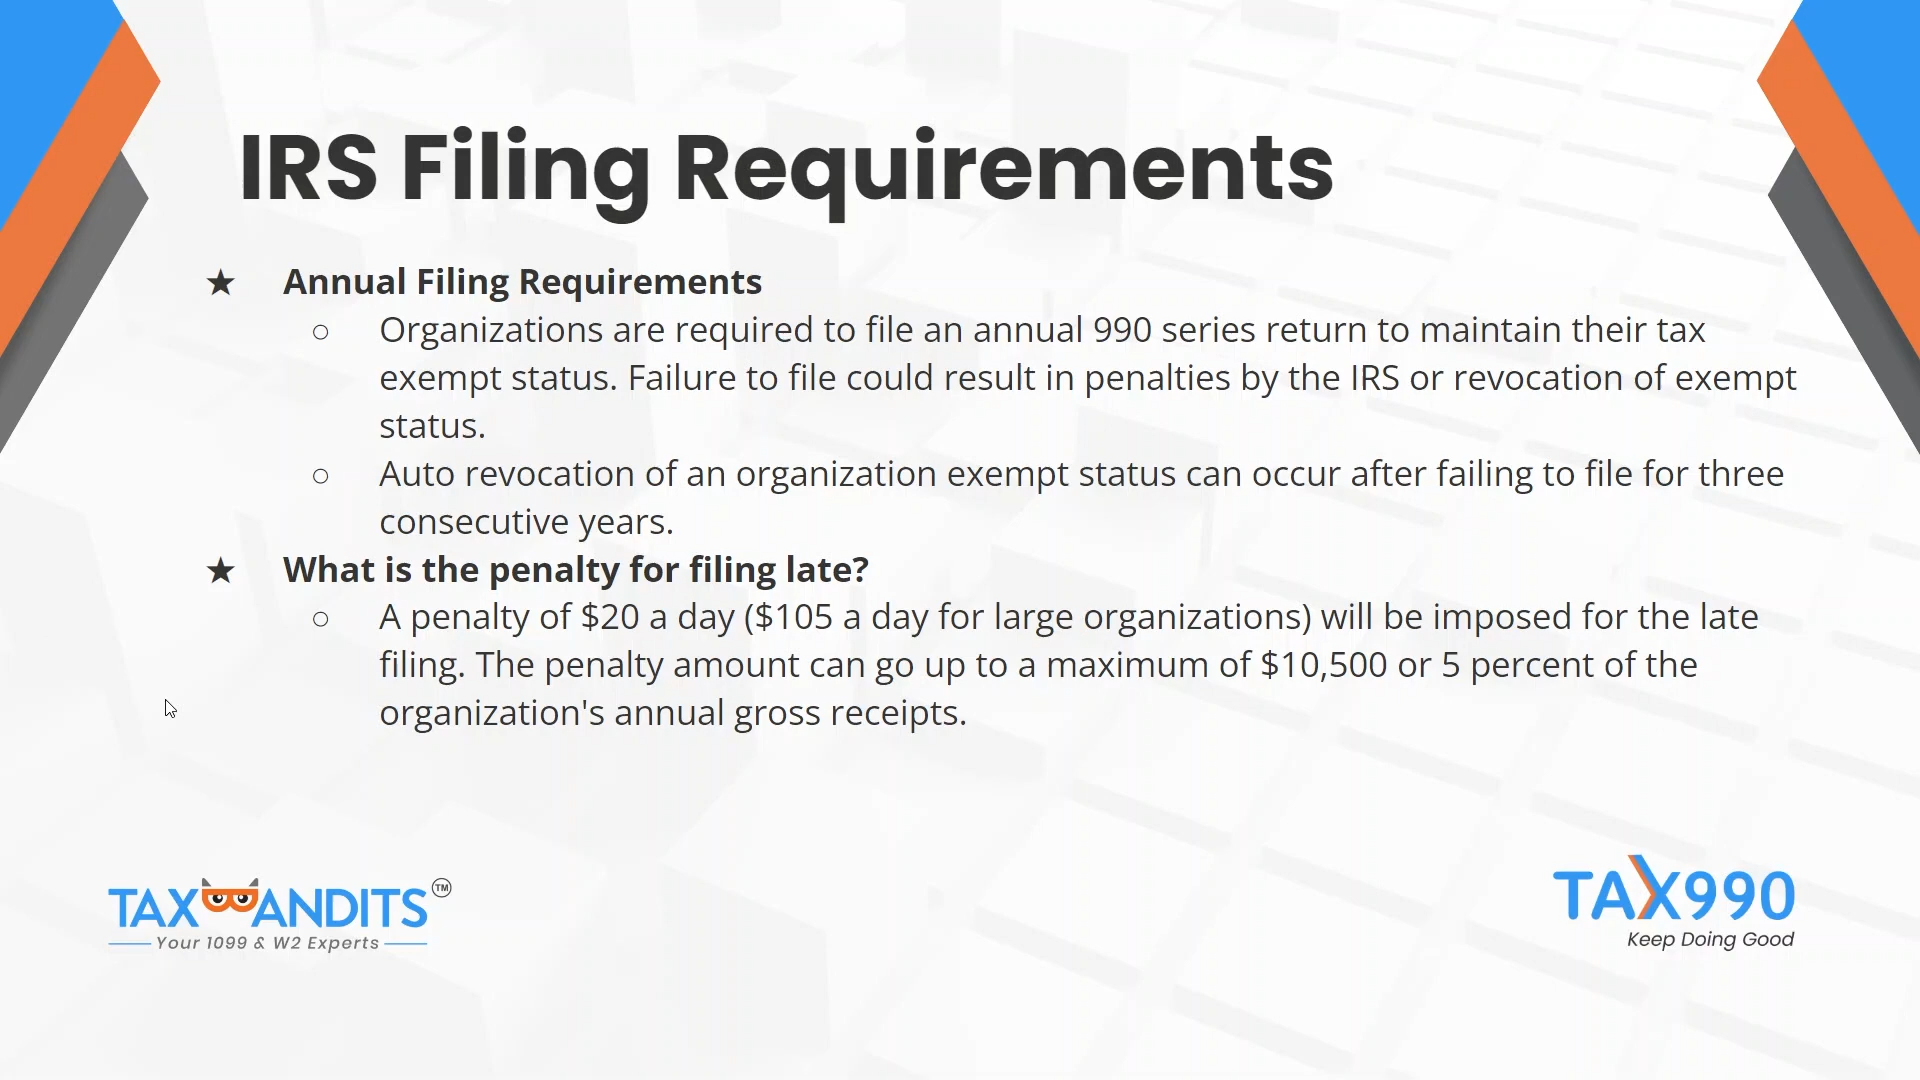 IRS Filing Requirements
★ Annual Filing Requirements
○ Organizations are required to file an annual 990 series return to maintain their tax
exempt status. Failure to file could result in penalties by the IRS or revocation of exempt
status.
○ Auto revocation of an organization exempt status can occur after failing to file for three
consecutive years.
★ What is the penalty for filing late?
○ A penalty of $20 a day ($105 a day for large organizations) will be imposed for the late
filing. The penalty amount can go up to a maximum of $10,500 or 5 percent of the
organization's annual gross receipts.
TAXBANDITS TM
Your 1099 & W2 Experts
TAX990
Keep Doing Good